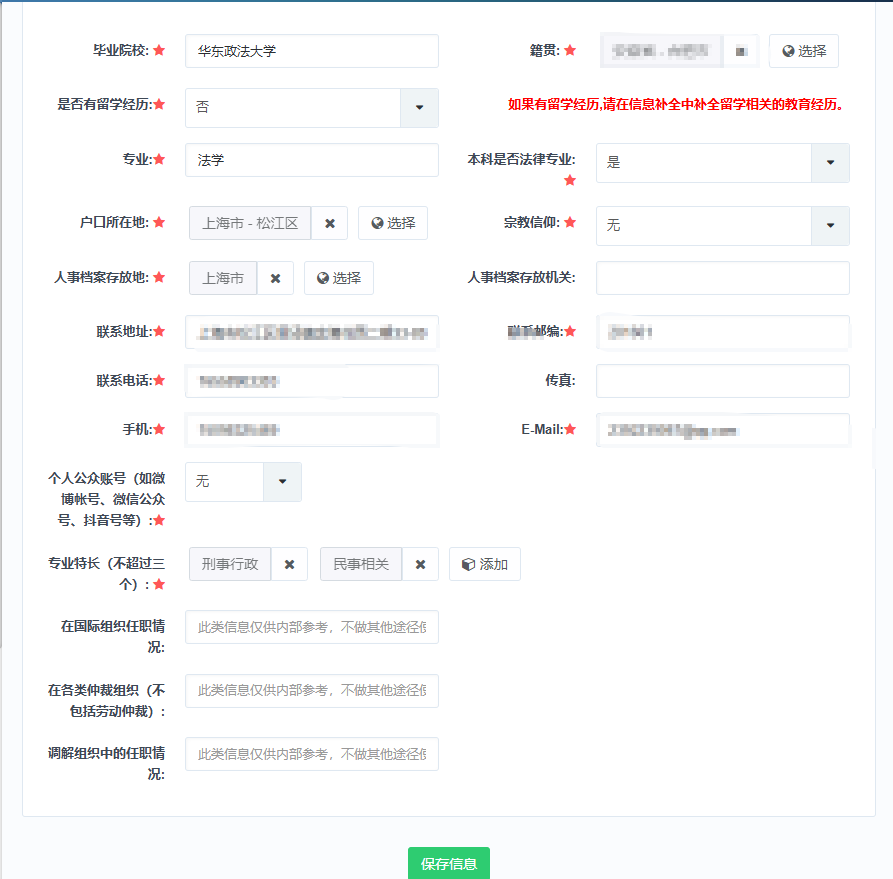 毕业院校: ★ 华东政法大学 籍贯: ★ 选择
是否有留学经历:★ 否 如果有留学经历,请在信息补全中补全留学相关的教育经历。
专业:★ 法学 本科是否法律专业: 是
★
户口所在地: ★ 上海市 - 松江区 选择 宗教信仰: ★ 无
人事档案存放地: ★ 上海市 选择 人事档案存放机关:
联系地址:★ 联系邮编:★
联系电话:★ 传真:
手机:★ E-Mail:★
个人公众账号（如微
博帐号、微信公众
号、抖音号等）:★
无
专业特长（不超过三
个）: ★
刑事行政 民事相关 添加
在国际组织任职情
况:
此类信息仅供内部参考，不做其他途径
在各类仲裁组织（不
包括劳动仲裁）:
此类信息仅供内部参考，不做其他途径
调解组织中的任职情
况:
此类信息仅供内部参考，不做其他途径
保存信息